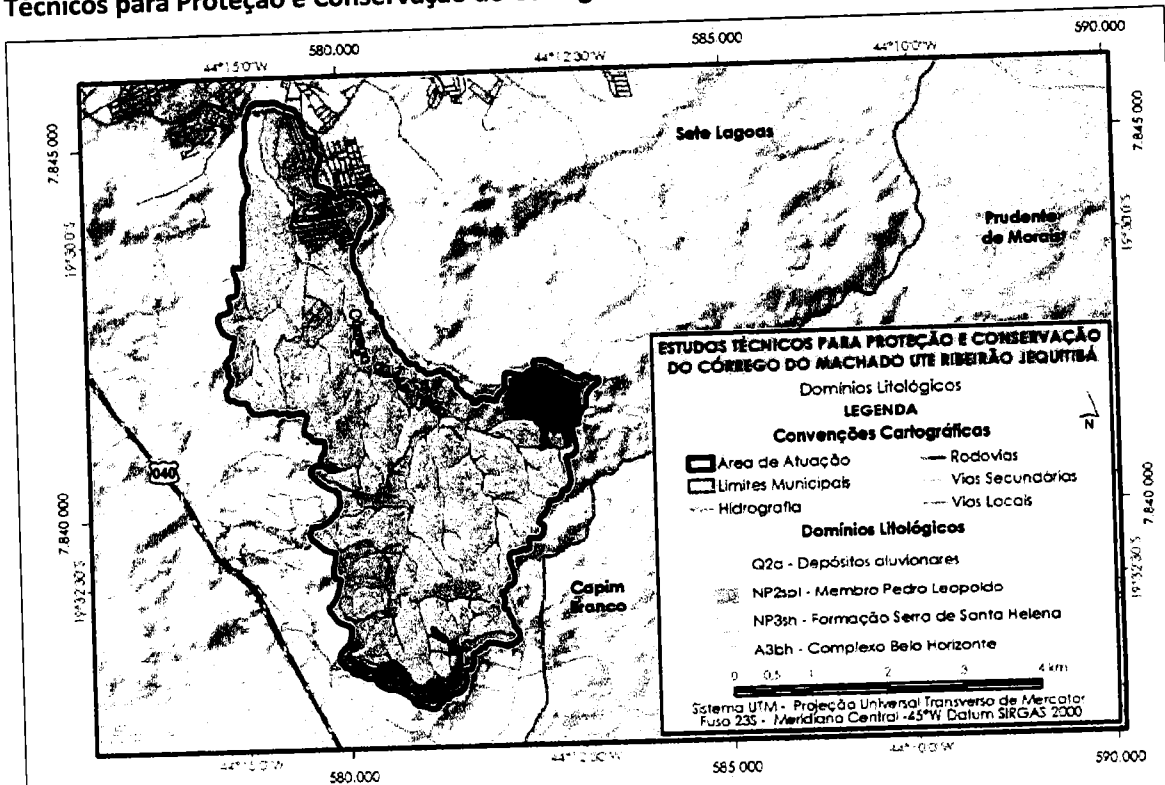 Técnicos para Proteção e Conservação do
580.000
585.000
590.000
44°15'0"W
44°12'30"W
44°10'0"W
7.845 000
7.845 000
19°30'0"S
19°30'0"S
Sete Lagoas
Prudente
de Morais
040
7.840 000
7.840 000
19°32'30"S
19°32'30"S
Capim
Branco
ESTUDOS TÉCNICOS PARA PROTEÇÃO E CONSERVAÇÃO
DO CÓRREGO DO MACHADO UTE RIBEIRÃO JEQUITIBÁ
Domínios Litológicos
LEGENDA
N
Convenções Cartográficas
Área de Atuação
Rodovias
Limites Municipais
Vias Secundárias
Hidrografia
Vias Locais
Domínios Litológicos
Q2a - Depósitos aluvionares
NP2spl - Membro Pedro Leopoldo
NP3sh - Formação Serra de Santa Helena
A3bh - Complexo Belo Horizonte
0 0,5 1 2 3 4 km
Sistema UTM - Projeção Universal Transverso de Mercator
Fuso 23S - Meridiano Central -45°W Datum SIRGAS 2000
44°15'0"W
44°12'30"W
44°10'0"W
580.000
585.000
590.000